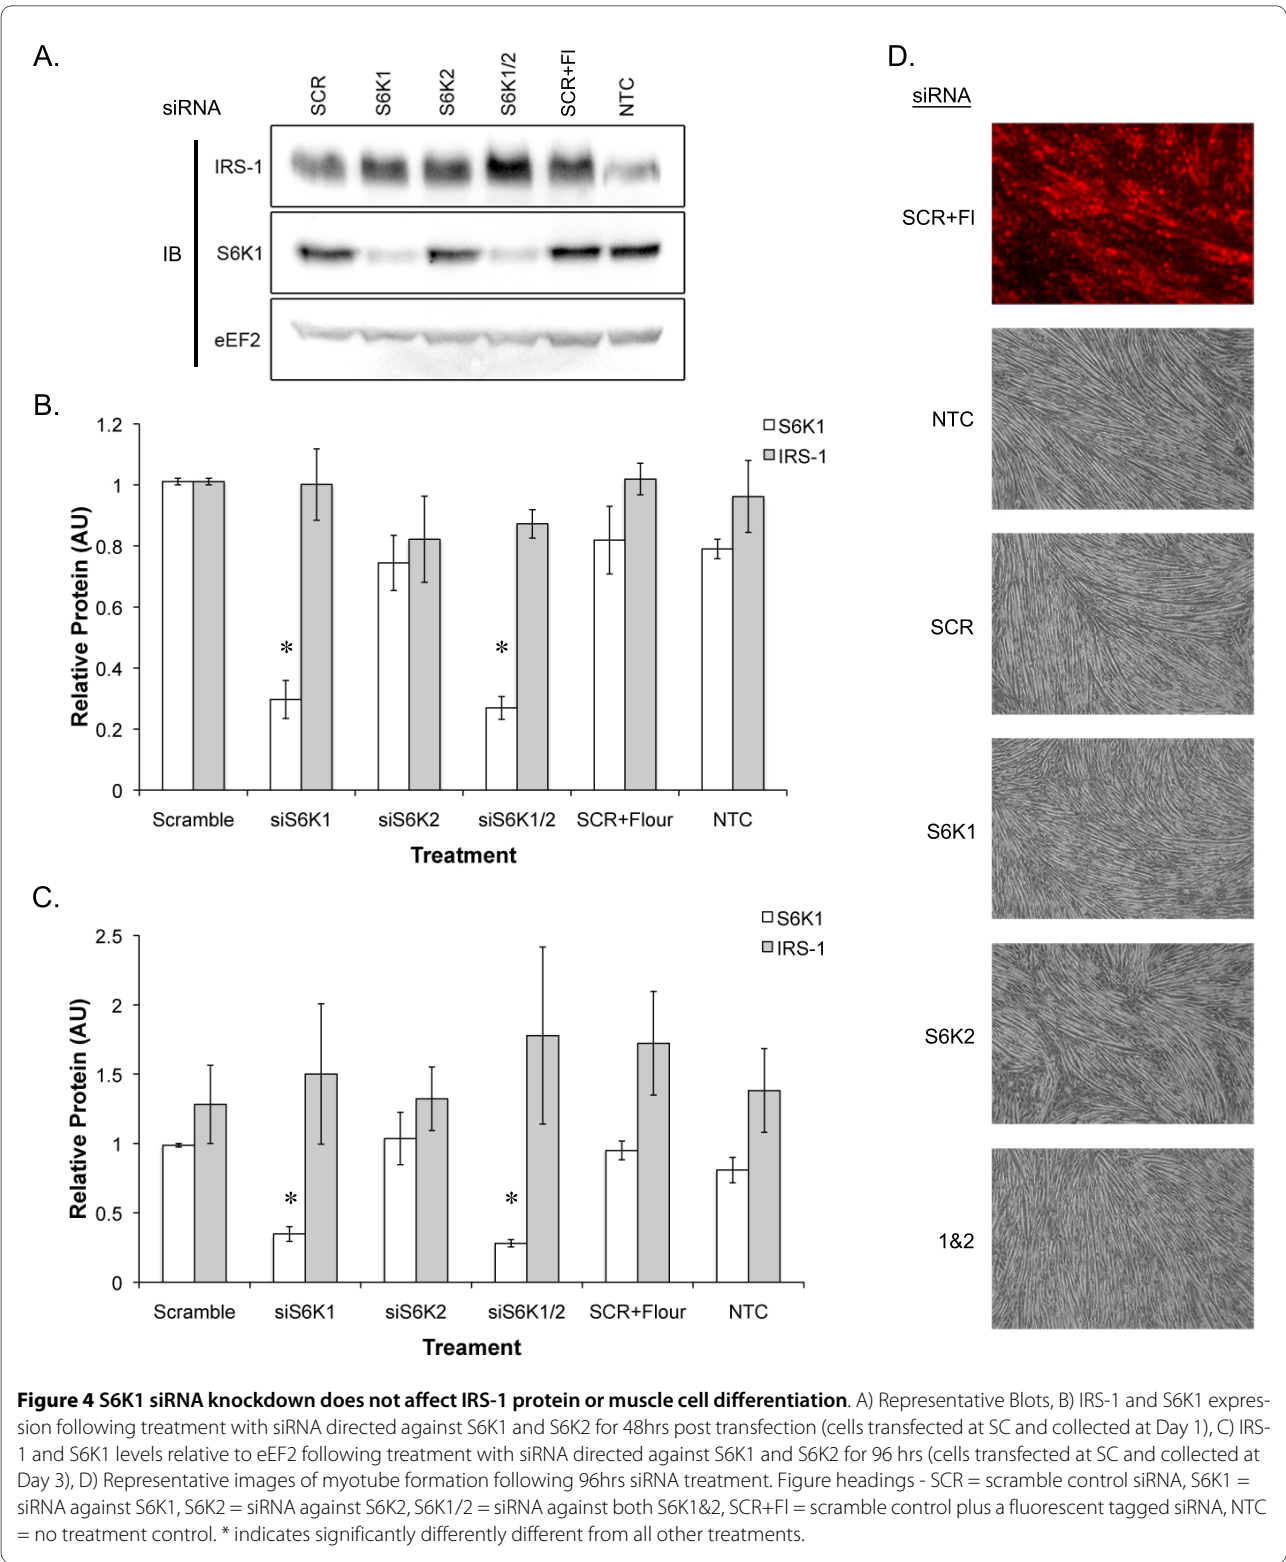 A.
siRNA
SCR
S6K1
S6K2
S6K1/2
SCR+Fl
NTC
IB
IRS-1
S6K1
eEF2
B.
Relative Protein (AU)
1.2
1
0.8
0.6
0.4
0.2
0
S6K1
IRS-1
*
*
Scramble siS6K1 siS6K2 siS6K1/2 SCR+Flour NTC
Treatment
C.
Relative Protein (AU)
2.5
2
1.5
1
0.5
0
S6K1
IRS-1
*
*
Scramble siS6K1 siS6K2 siS6K1/2 SCR+Flour NTC
Treament
D.
siRNA
SCR+Fl
NTC
SCR
S6K1
S6K2
1&2
Figure 4 S6K1 siRNA knockdown does not affect IRS-1 protein or muscle cell differentiation. A) Representative Blots, B) IRS-1 and S6K1 expres-
sion following treatment with siRNA directed against S6K1 and S6K2 for 48hrs post transfection (cells transfected at SC and collected at Day 1), C) IRS-
1 and S6K1 levels relative to eEF2 following treatment with siRNA directed against S6K1 and S6K2 for 96 hrs (cells transfected at SC and collected at
Day 3), D) Representative images of myotube formation following 96hrs siRNA treatment. Figure headings - SCR = scramble control siRNA, S6K1 =
siRNA against S6K1, S6K2 = siRNA against S6K2, S6K1/2 = siRNA against both S6K1&2, SCR+Fl = scramble control plus a fluorescent tagged siRNA, NTC
= no treatment control. * indicates significantly differently different from all other treatments.